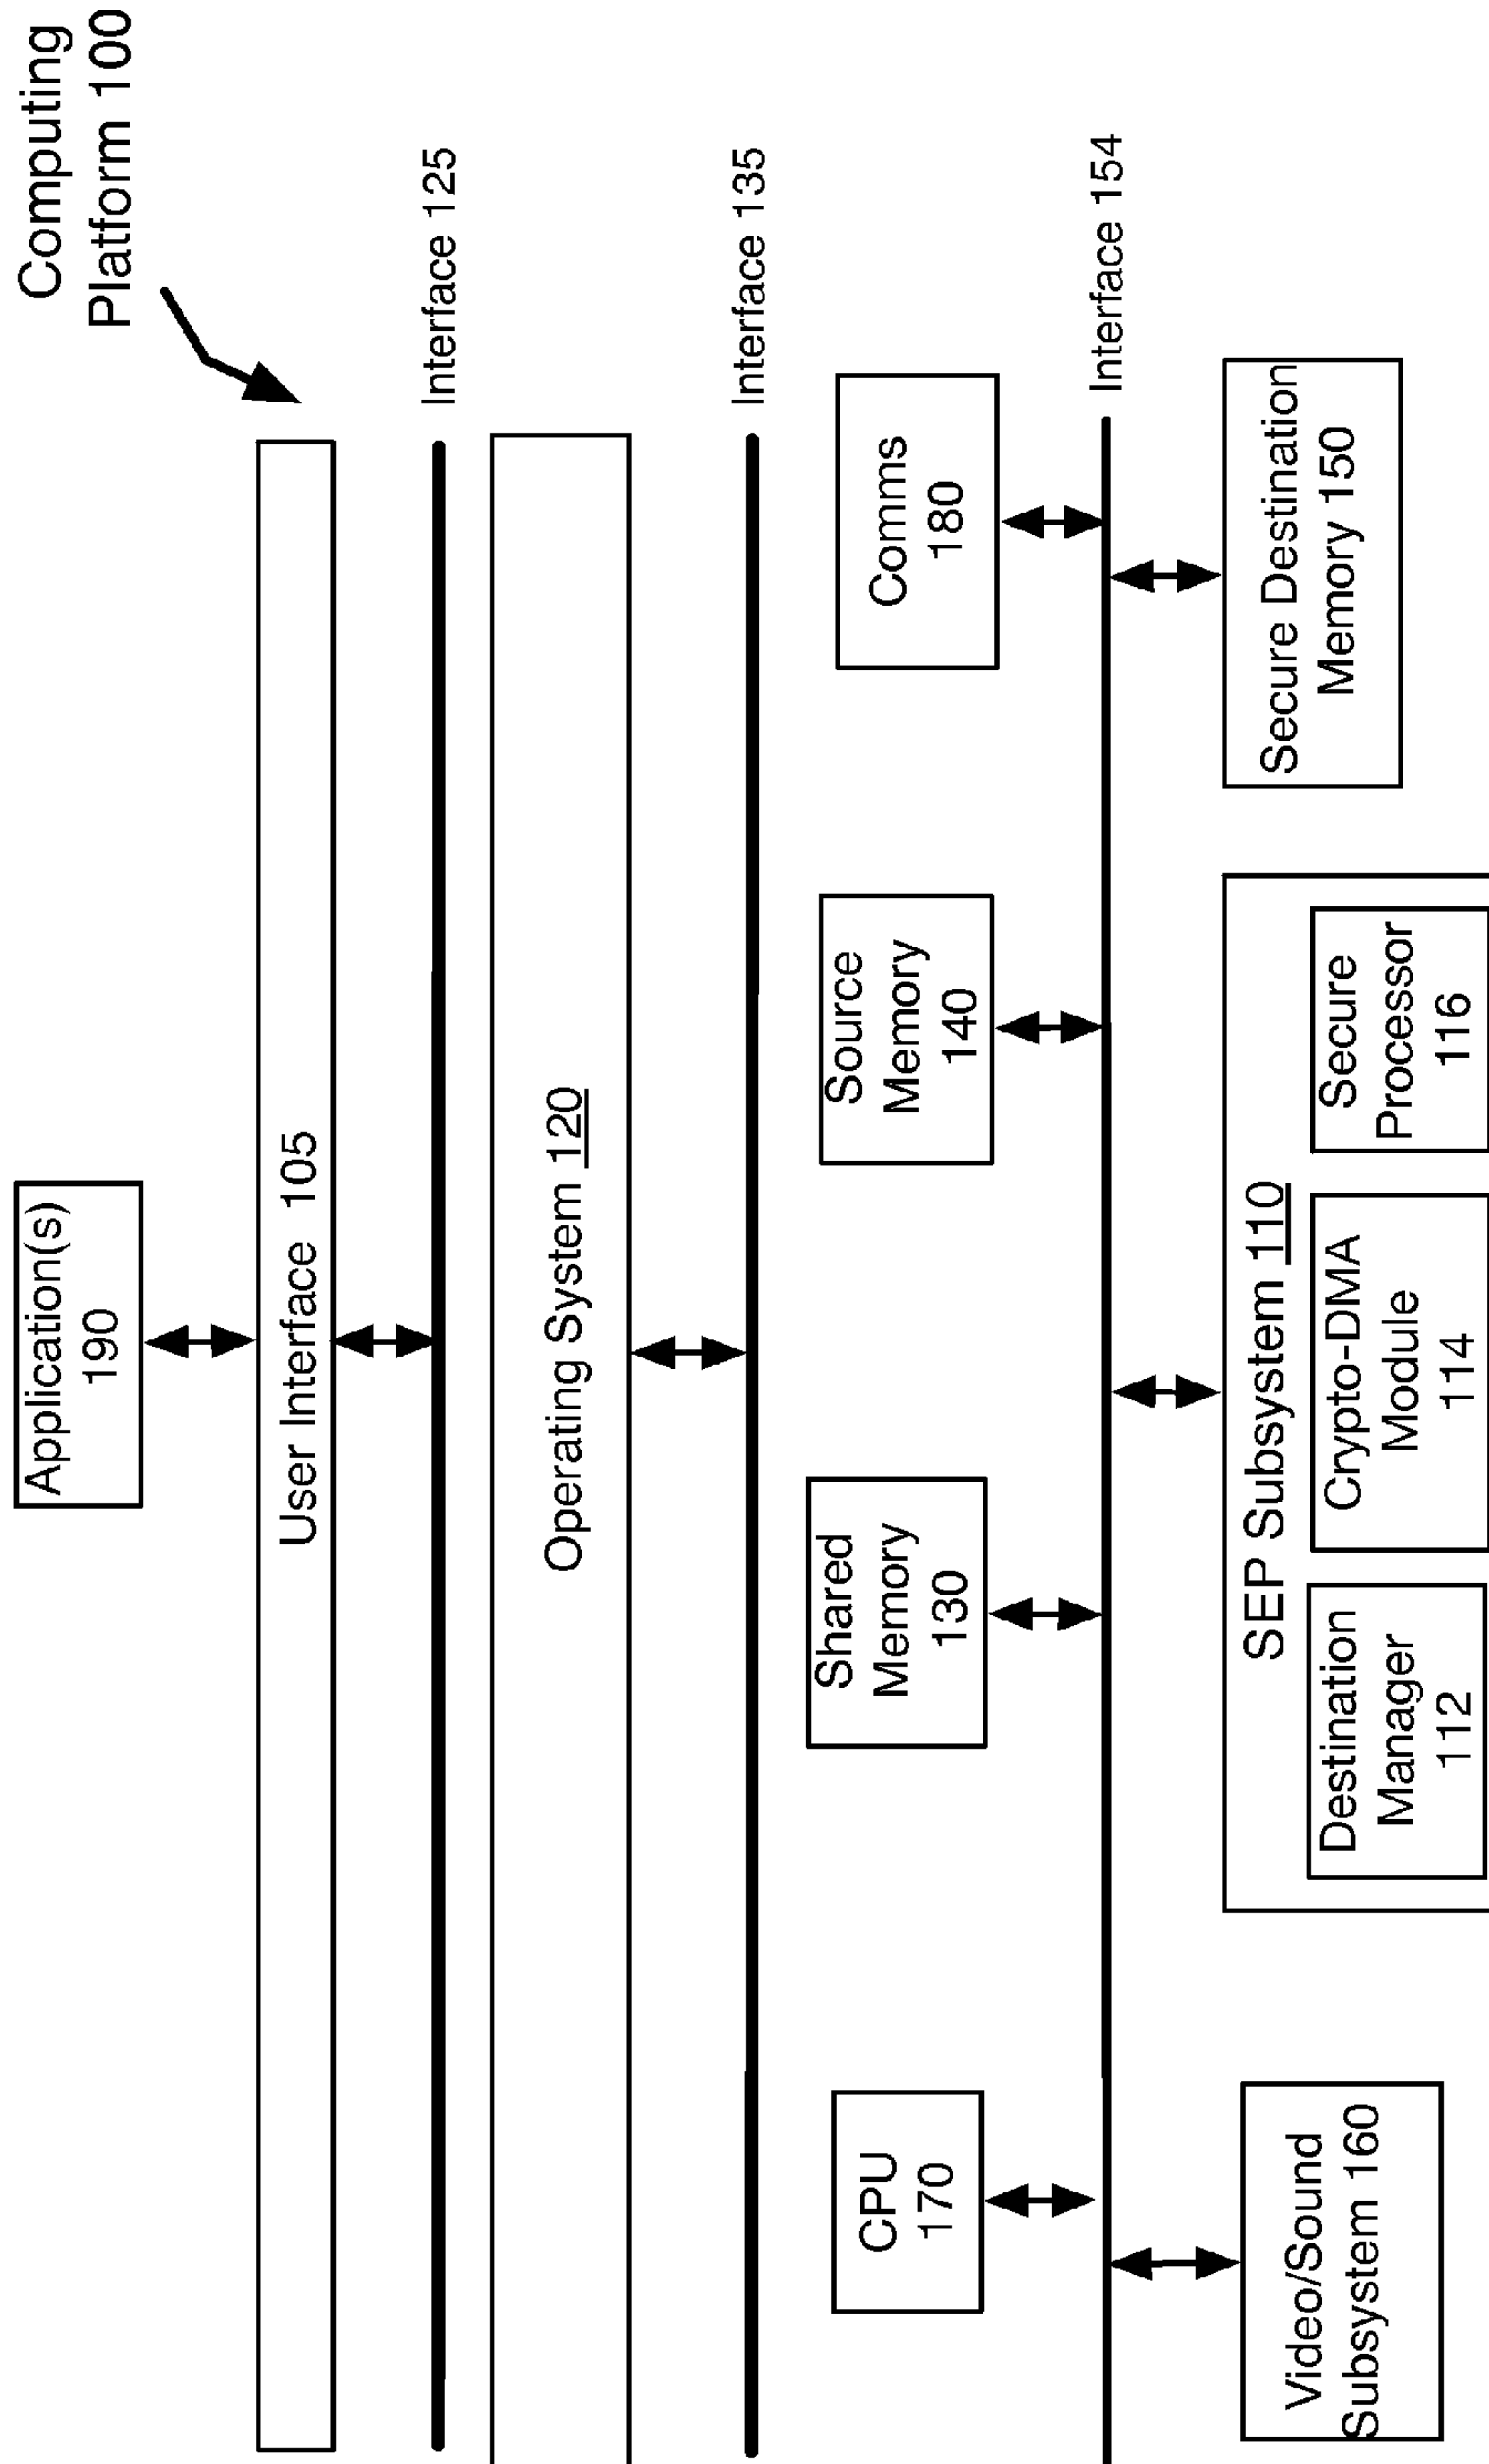 Computing
Platform 100
Application(s)
190
User Interface 105
Interface 125
Operating System 120
Interface 135
CPU
170
Shared
Memory
130
Source
Memory
140
Comms
180
Interface 154
Video/Sound
Subsystem 160
SEP Subsystem 110
Destination
Manager
112
Crypto-DMA
Module
114
Secure
Processor
116
Secure Destination
Memory 150